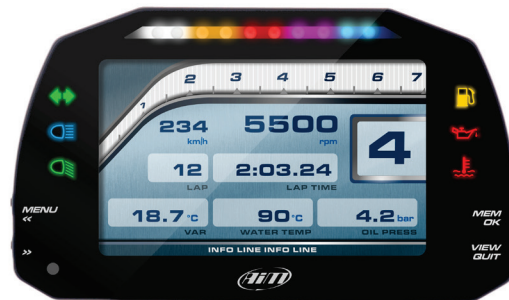 1 2 3 4 5 6 7
234 5500 4
km/h rpm
12 2:03.24
LAP LAP TIME
MENU
<<
18.7 °C 90 °C 4.2 bar
VAR WATER TEMP OIL PRESS
MEM
OK
>>
INFO LINE INFO LINE
VIEW
QUIT
AiM